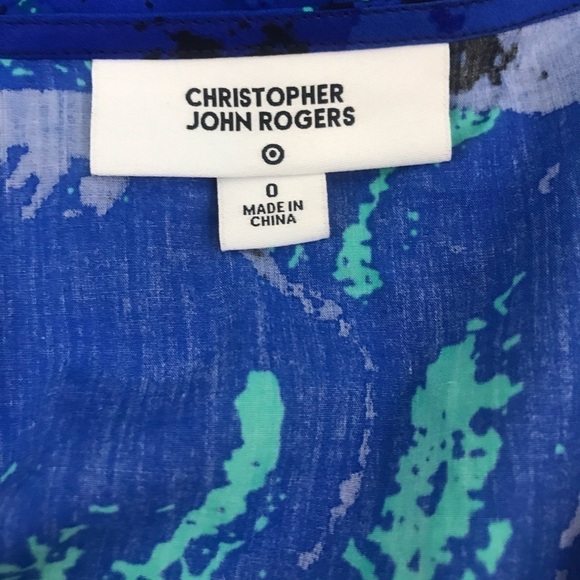 CHRISTOPHER
JOHN ROGERS
0
MADE IN
CHINA